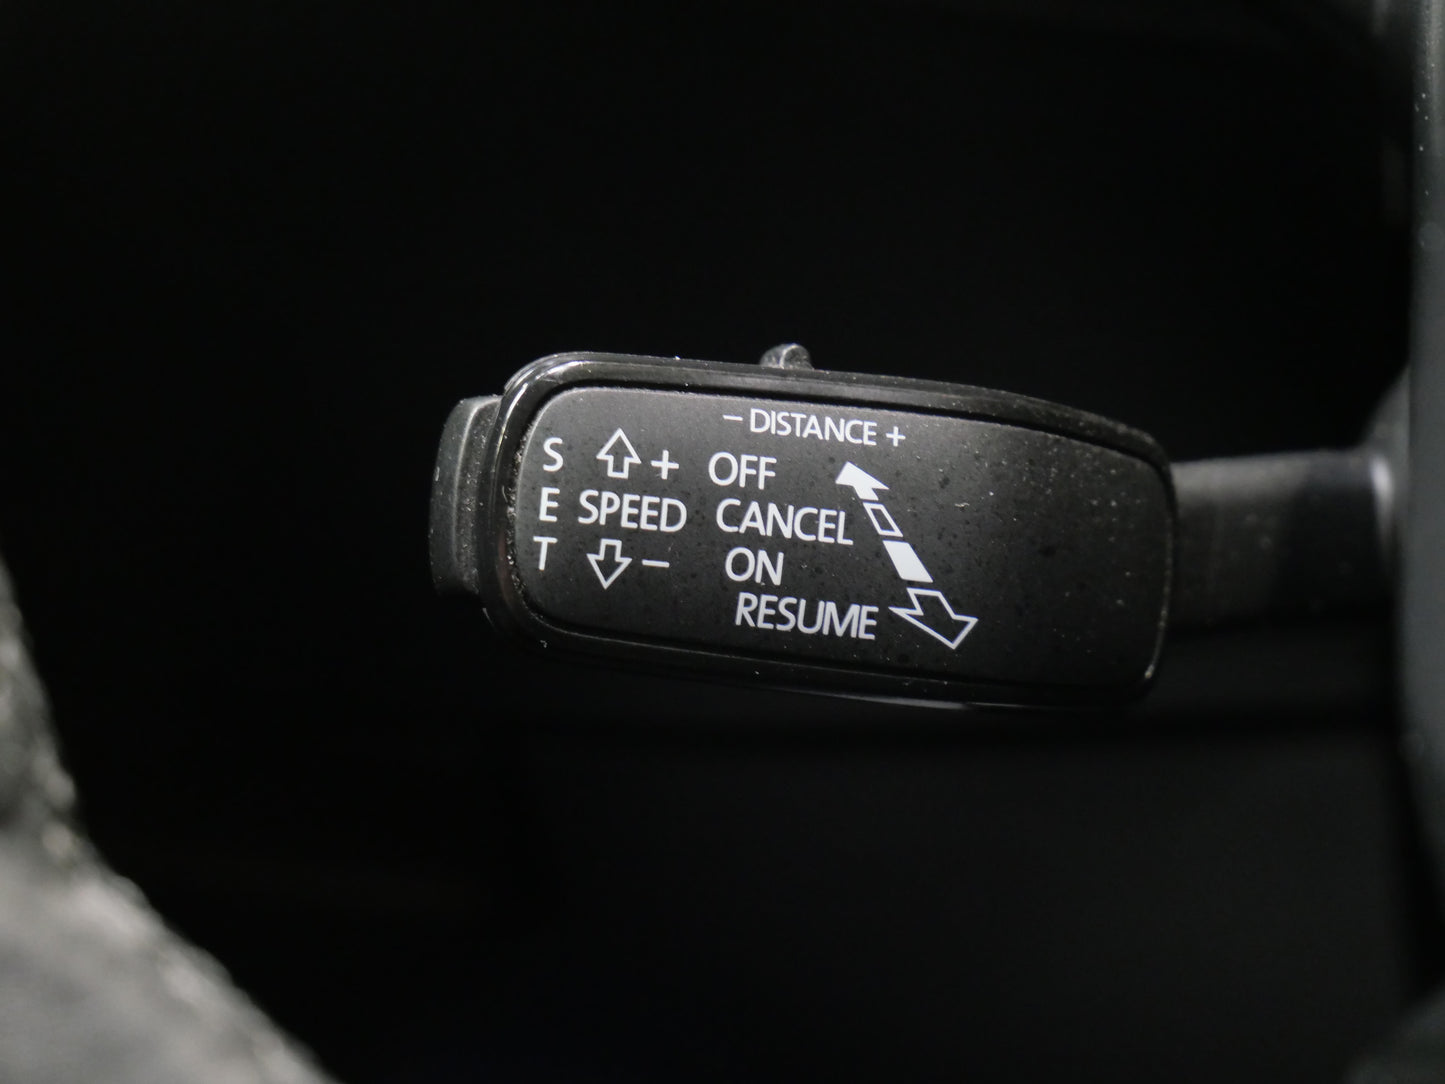 - DISTANCE +
S + OFF
E SPEED CANCEL
T - ON
RESUME